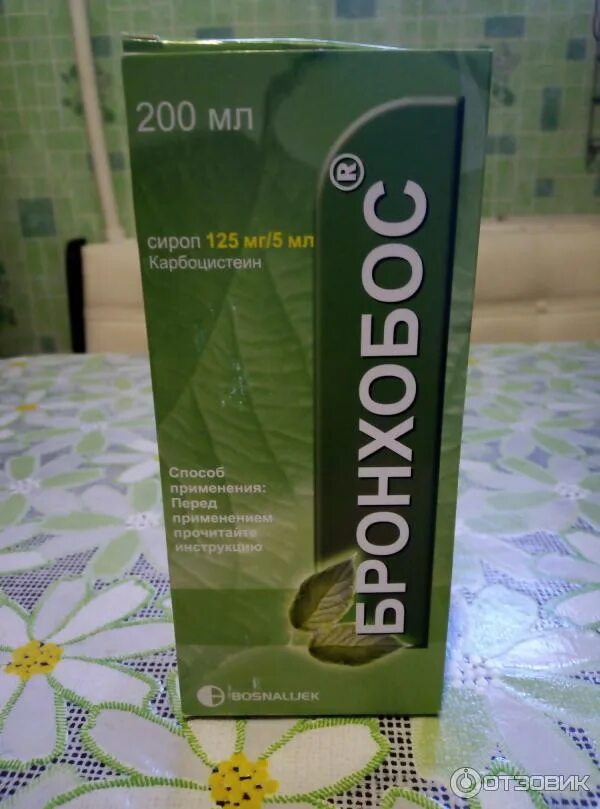 200 мл
сироп 125 мг/5 мл
Карбоцистеин
БРОНХОБОС®
Способ
применения:
Перед
применением
прочитайте
инструкцию
BOSNALIJEK
ОТЗОВИК